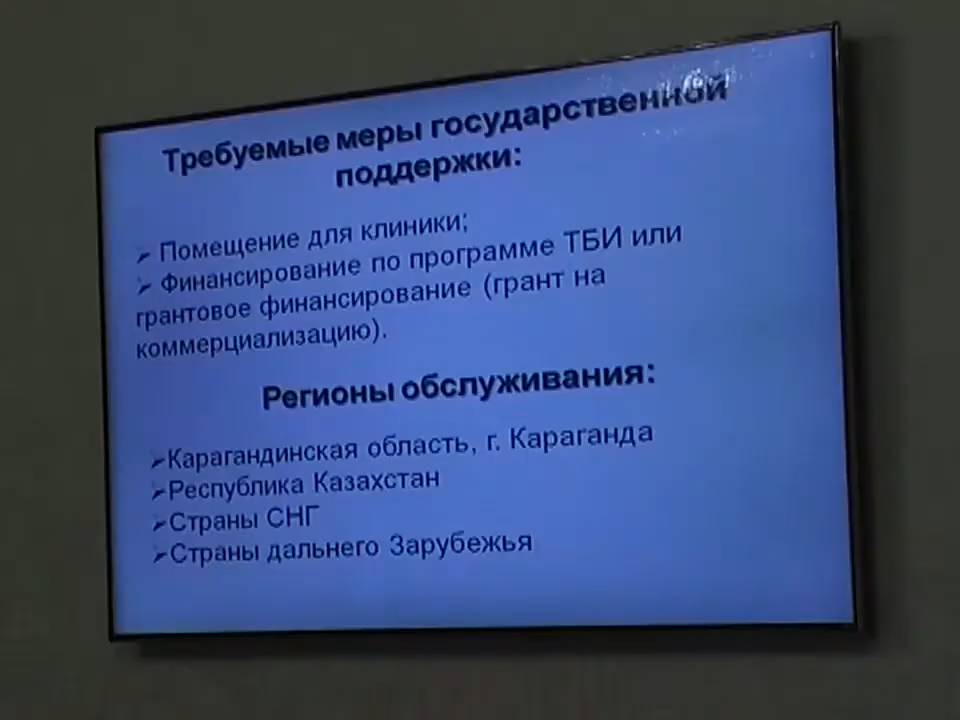 Требуемые меры государственной
поддержки:
➢ Помещение для клиники;
➢ Финансирование по программе ТБИ или
грантовое финансирование (грант на
коммерциализацию).
Регионы обслуживания:
➢Карагандинская область, г. Караганда
➢Республика Казахстан
➢Страны СНГ
➢Страны дальнего Зарубежья